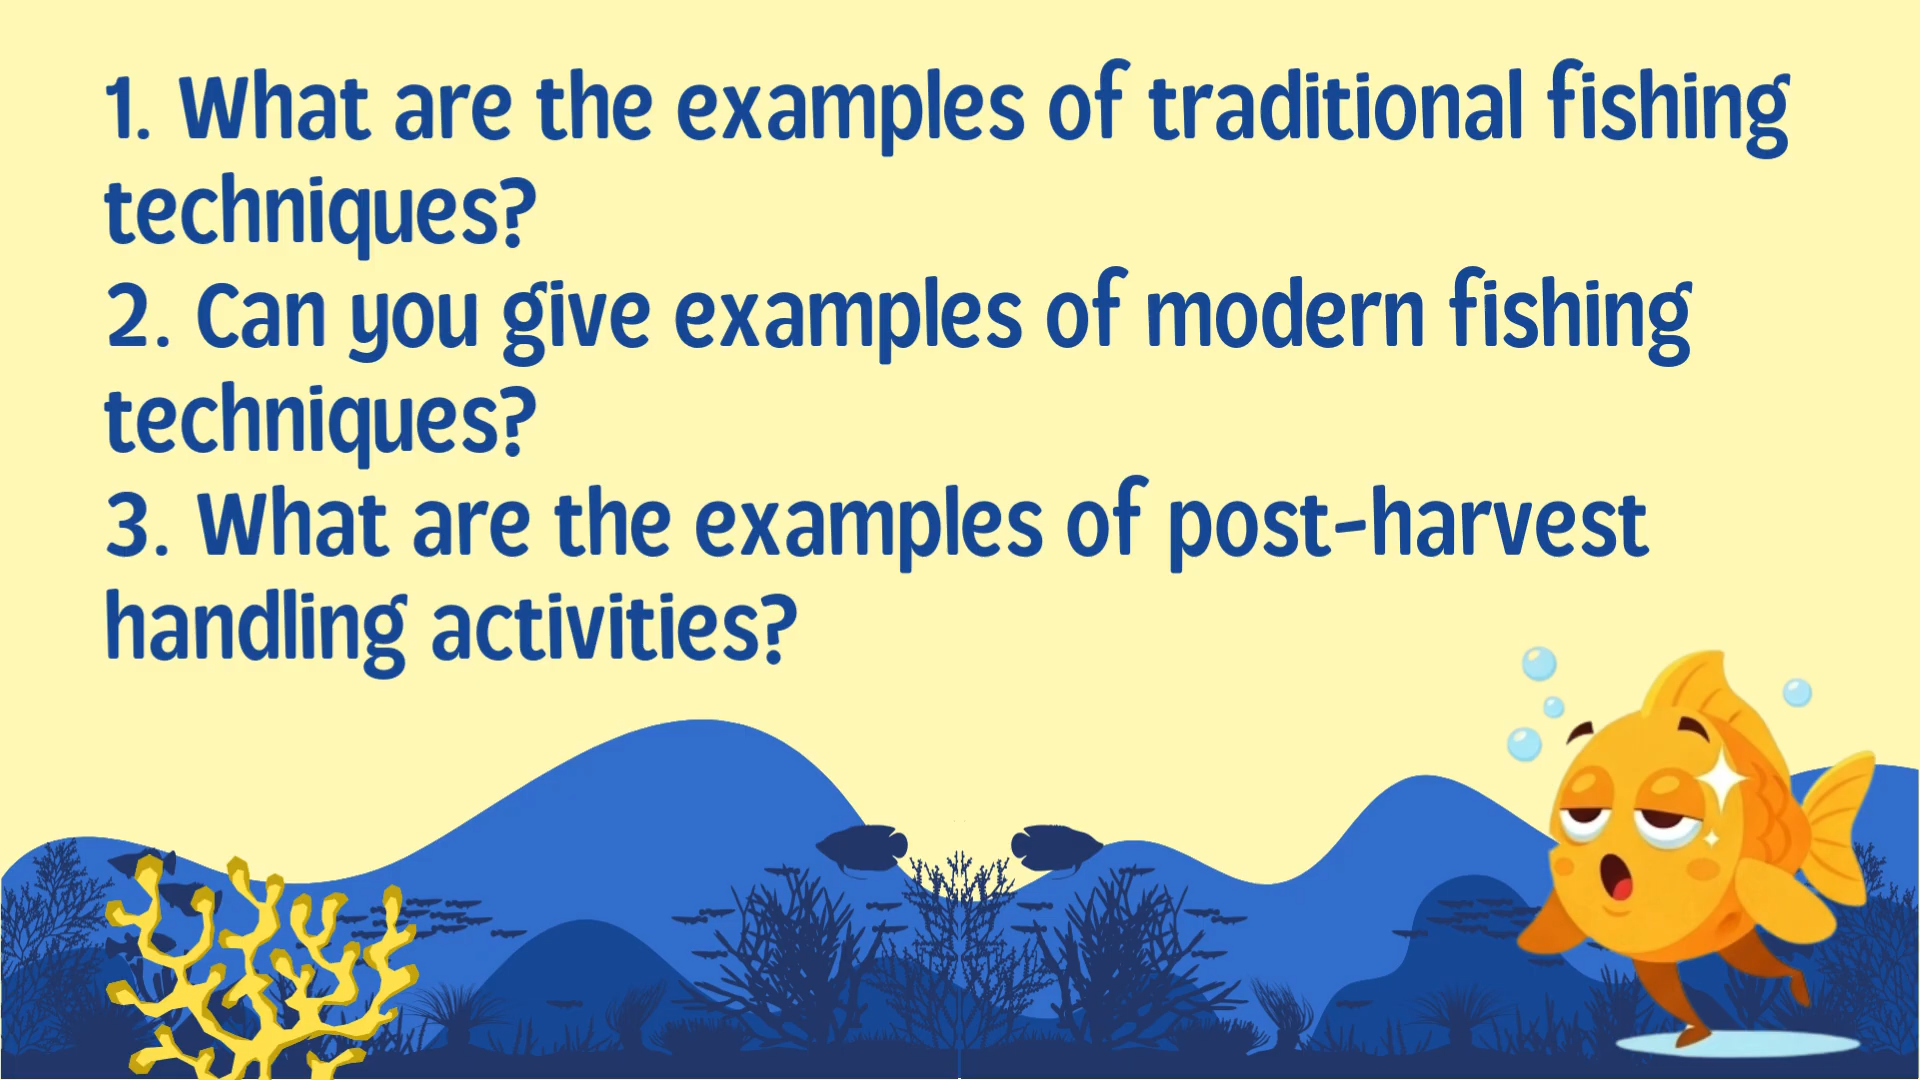 1. What are the examples of traditional fishing
techniques?
2. Can you give examples of modern fishing
techniques?
3. What are the examples of post-harvest
handling activities?